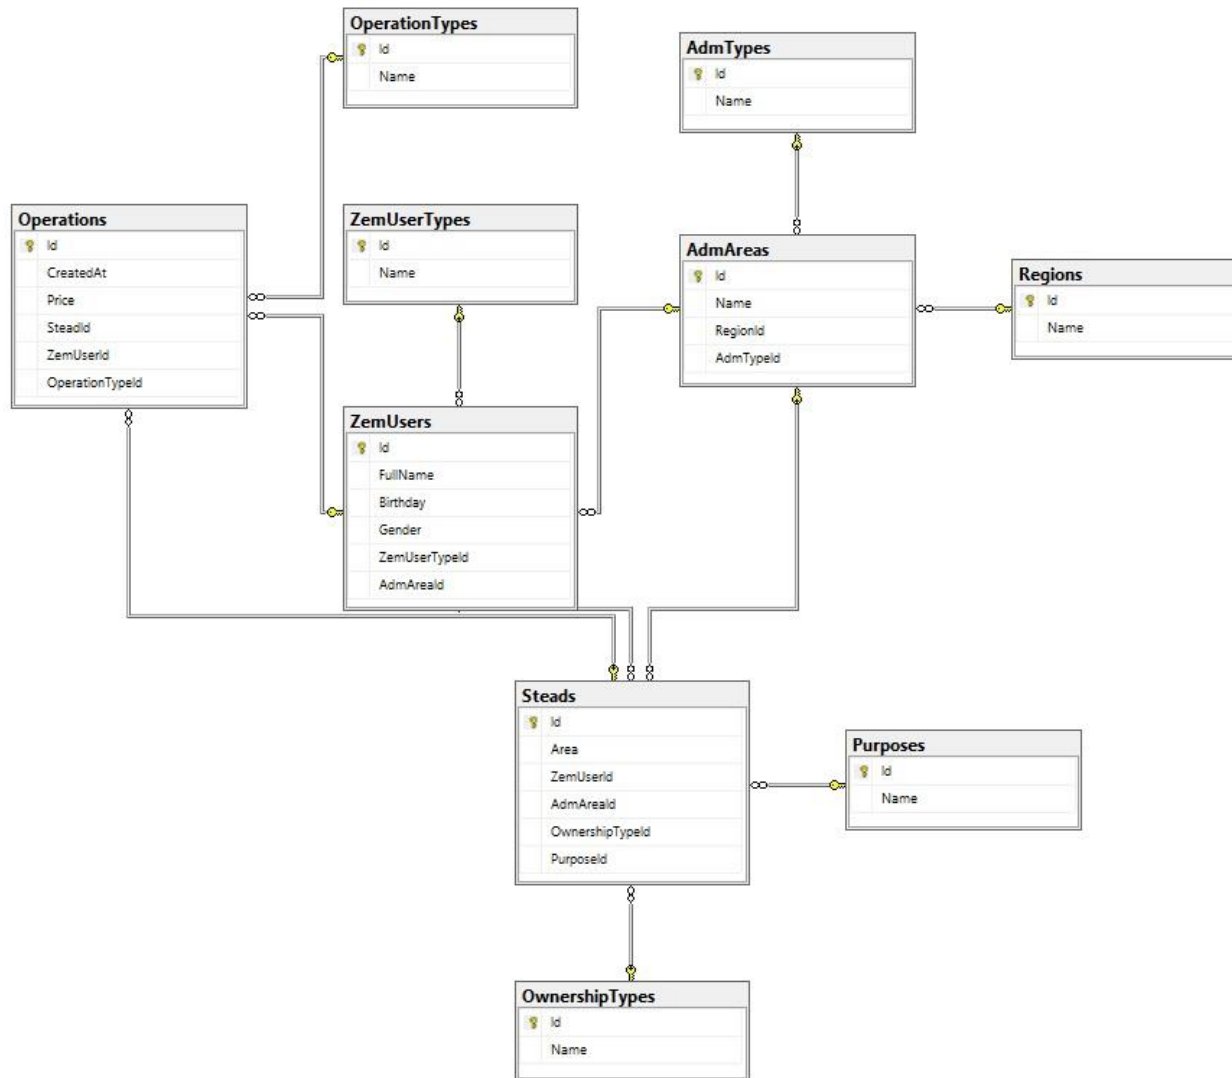 OperationTypes
Id
Name
AdmTypes
Id
Name
Operations
Id
CreatedAt
Price
SteadId
ZemUserId
OperationTypeId
ZemUserTypes
Id
Name
AdmAreas
Id
Name
RegionId
AdmTypeId
Regions
Id
Name
ZemUsers
Id
FullName
Birthday
Gender
ZemUserTypeId
AdmAreaId
Steads
Id
Area
ZemUserId
AdmAreaId
OwnershipTypeId
PurposeId
Purposes
Id
Name
OwnershipTypes
Id
Name